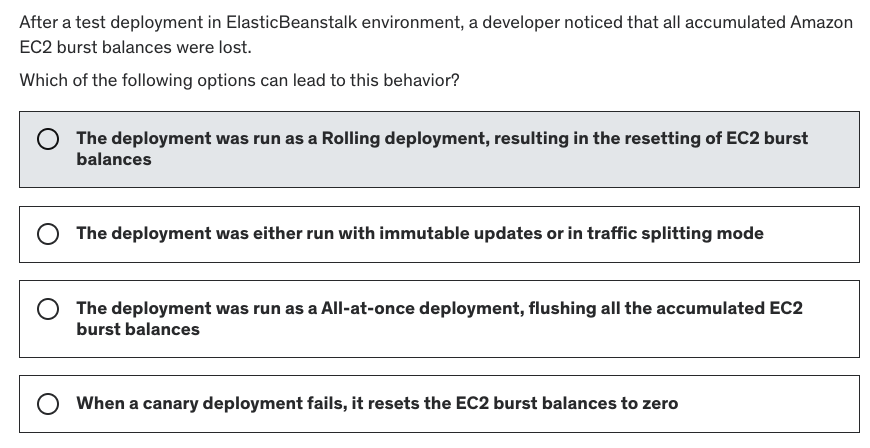 After a test deployment in ElasticBeanstalk environment, a developer noticed that all accumulated Amazon
EC2 burst balances were lost.
Which of the following options can lead to this behavior?
The deployment was run as a Rolling deployment, resulting in the resetting of EC2 burst
balances
The deployment was either run with immutable updates or in traffic splitting mode
The deployment was run as a All-at-once deployment, flushing all the accumulated EC2
burst balances
When a canary deployment fails, it resets the EC2 burst balances to zero